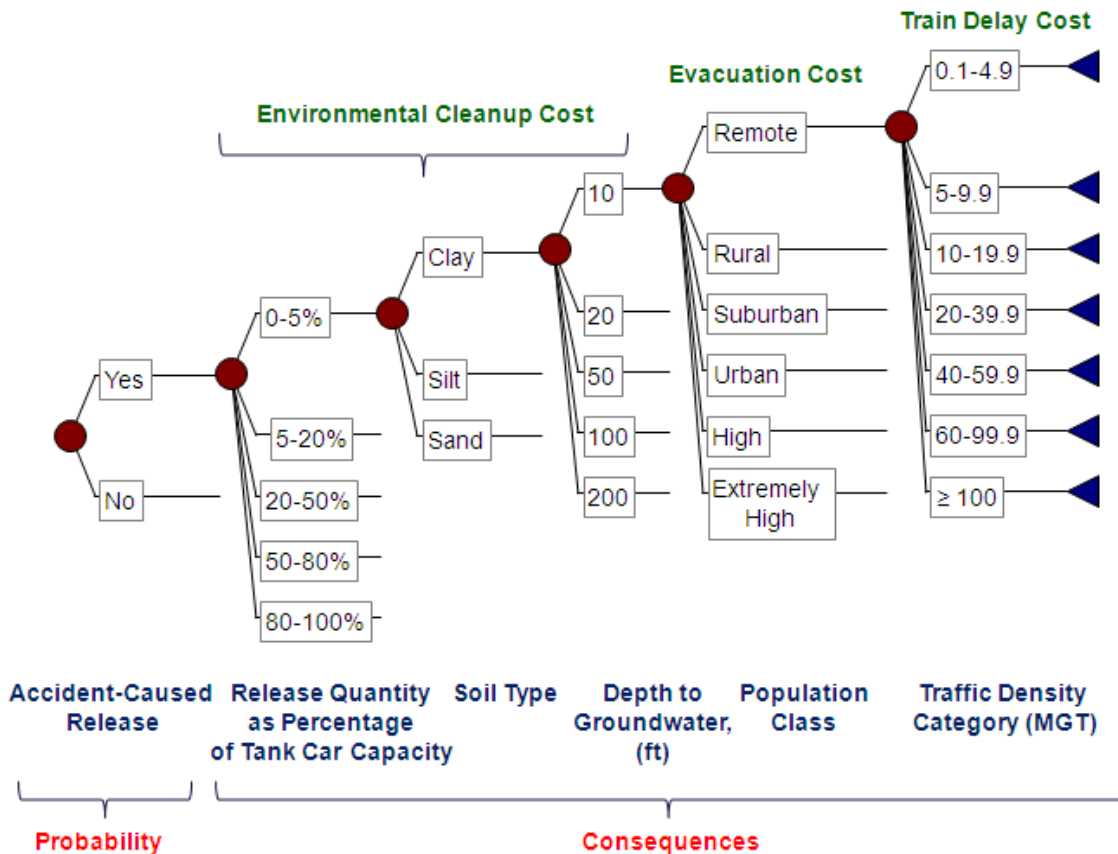 Train Delay Cost
0.1-4.9
Evacuation Cost
Environmental Cleanup Cost
Remote
10
5-9.9
Clay
Rural
10-19.9
0-5%
20
Suburban
20-39.9
Yes
Silt
50
Urban
40-59.9
5-20%
Sand
100
High
60-99.9
No
20-50%
200
Extremely
High
≥ 100
50-80%
80-100%
Accident-Caused
Release
Release Quantity
as Percentage
of Tank Car Capacity
Soil Type
Depth to
Groundwater,
(ft)
Population
Class
Traffic Density
Category (MGT)
Probability
Consequences